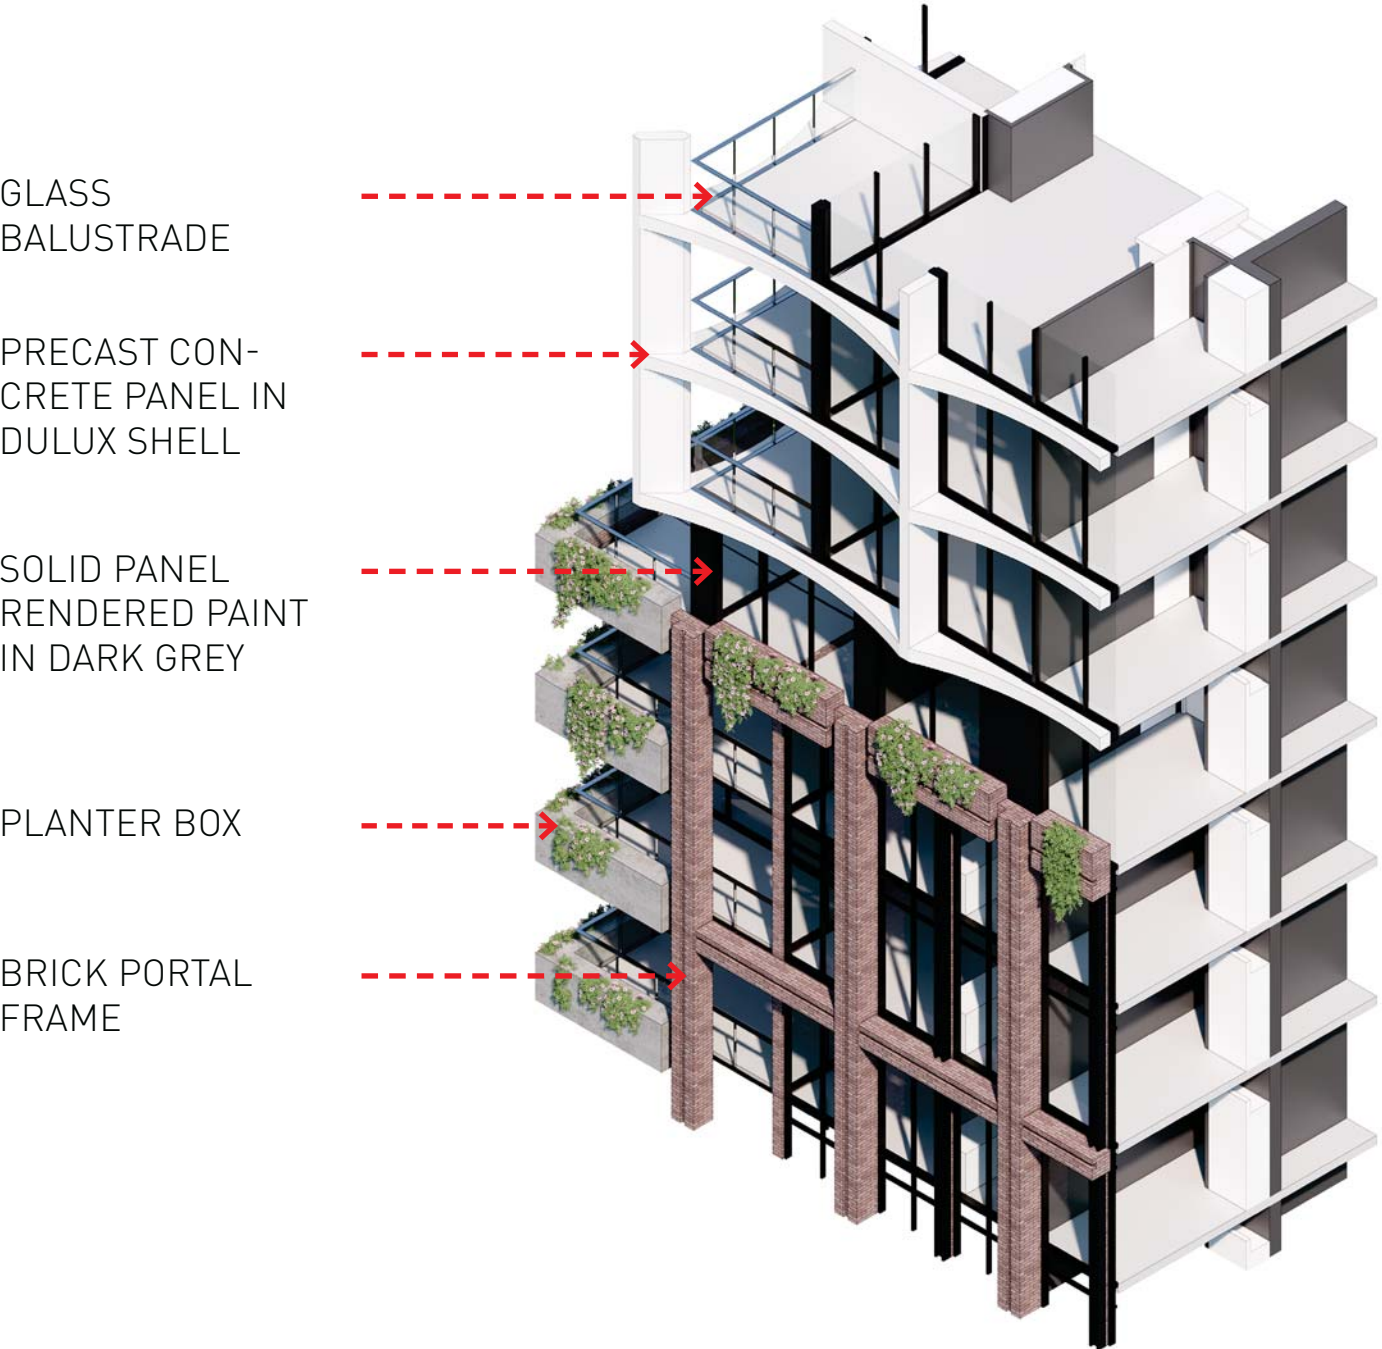 GLASS
BALUSTRADE
PRECAST CON-
CRETE PANEL IN
DULUX SHELL
SOLID PANEL
RENDERED PAINT
IN DARK GREY
PLANTER BOX
BRICK PORTAL
FRAME